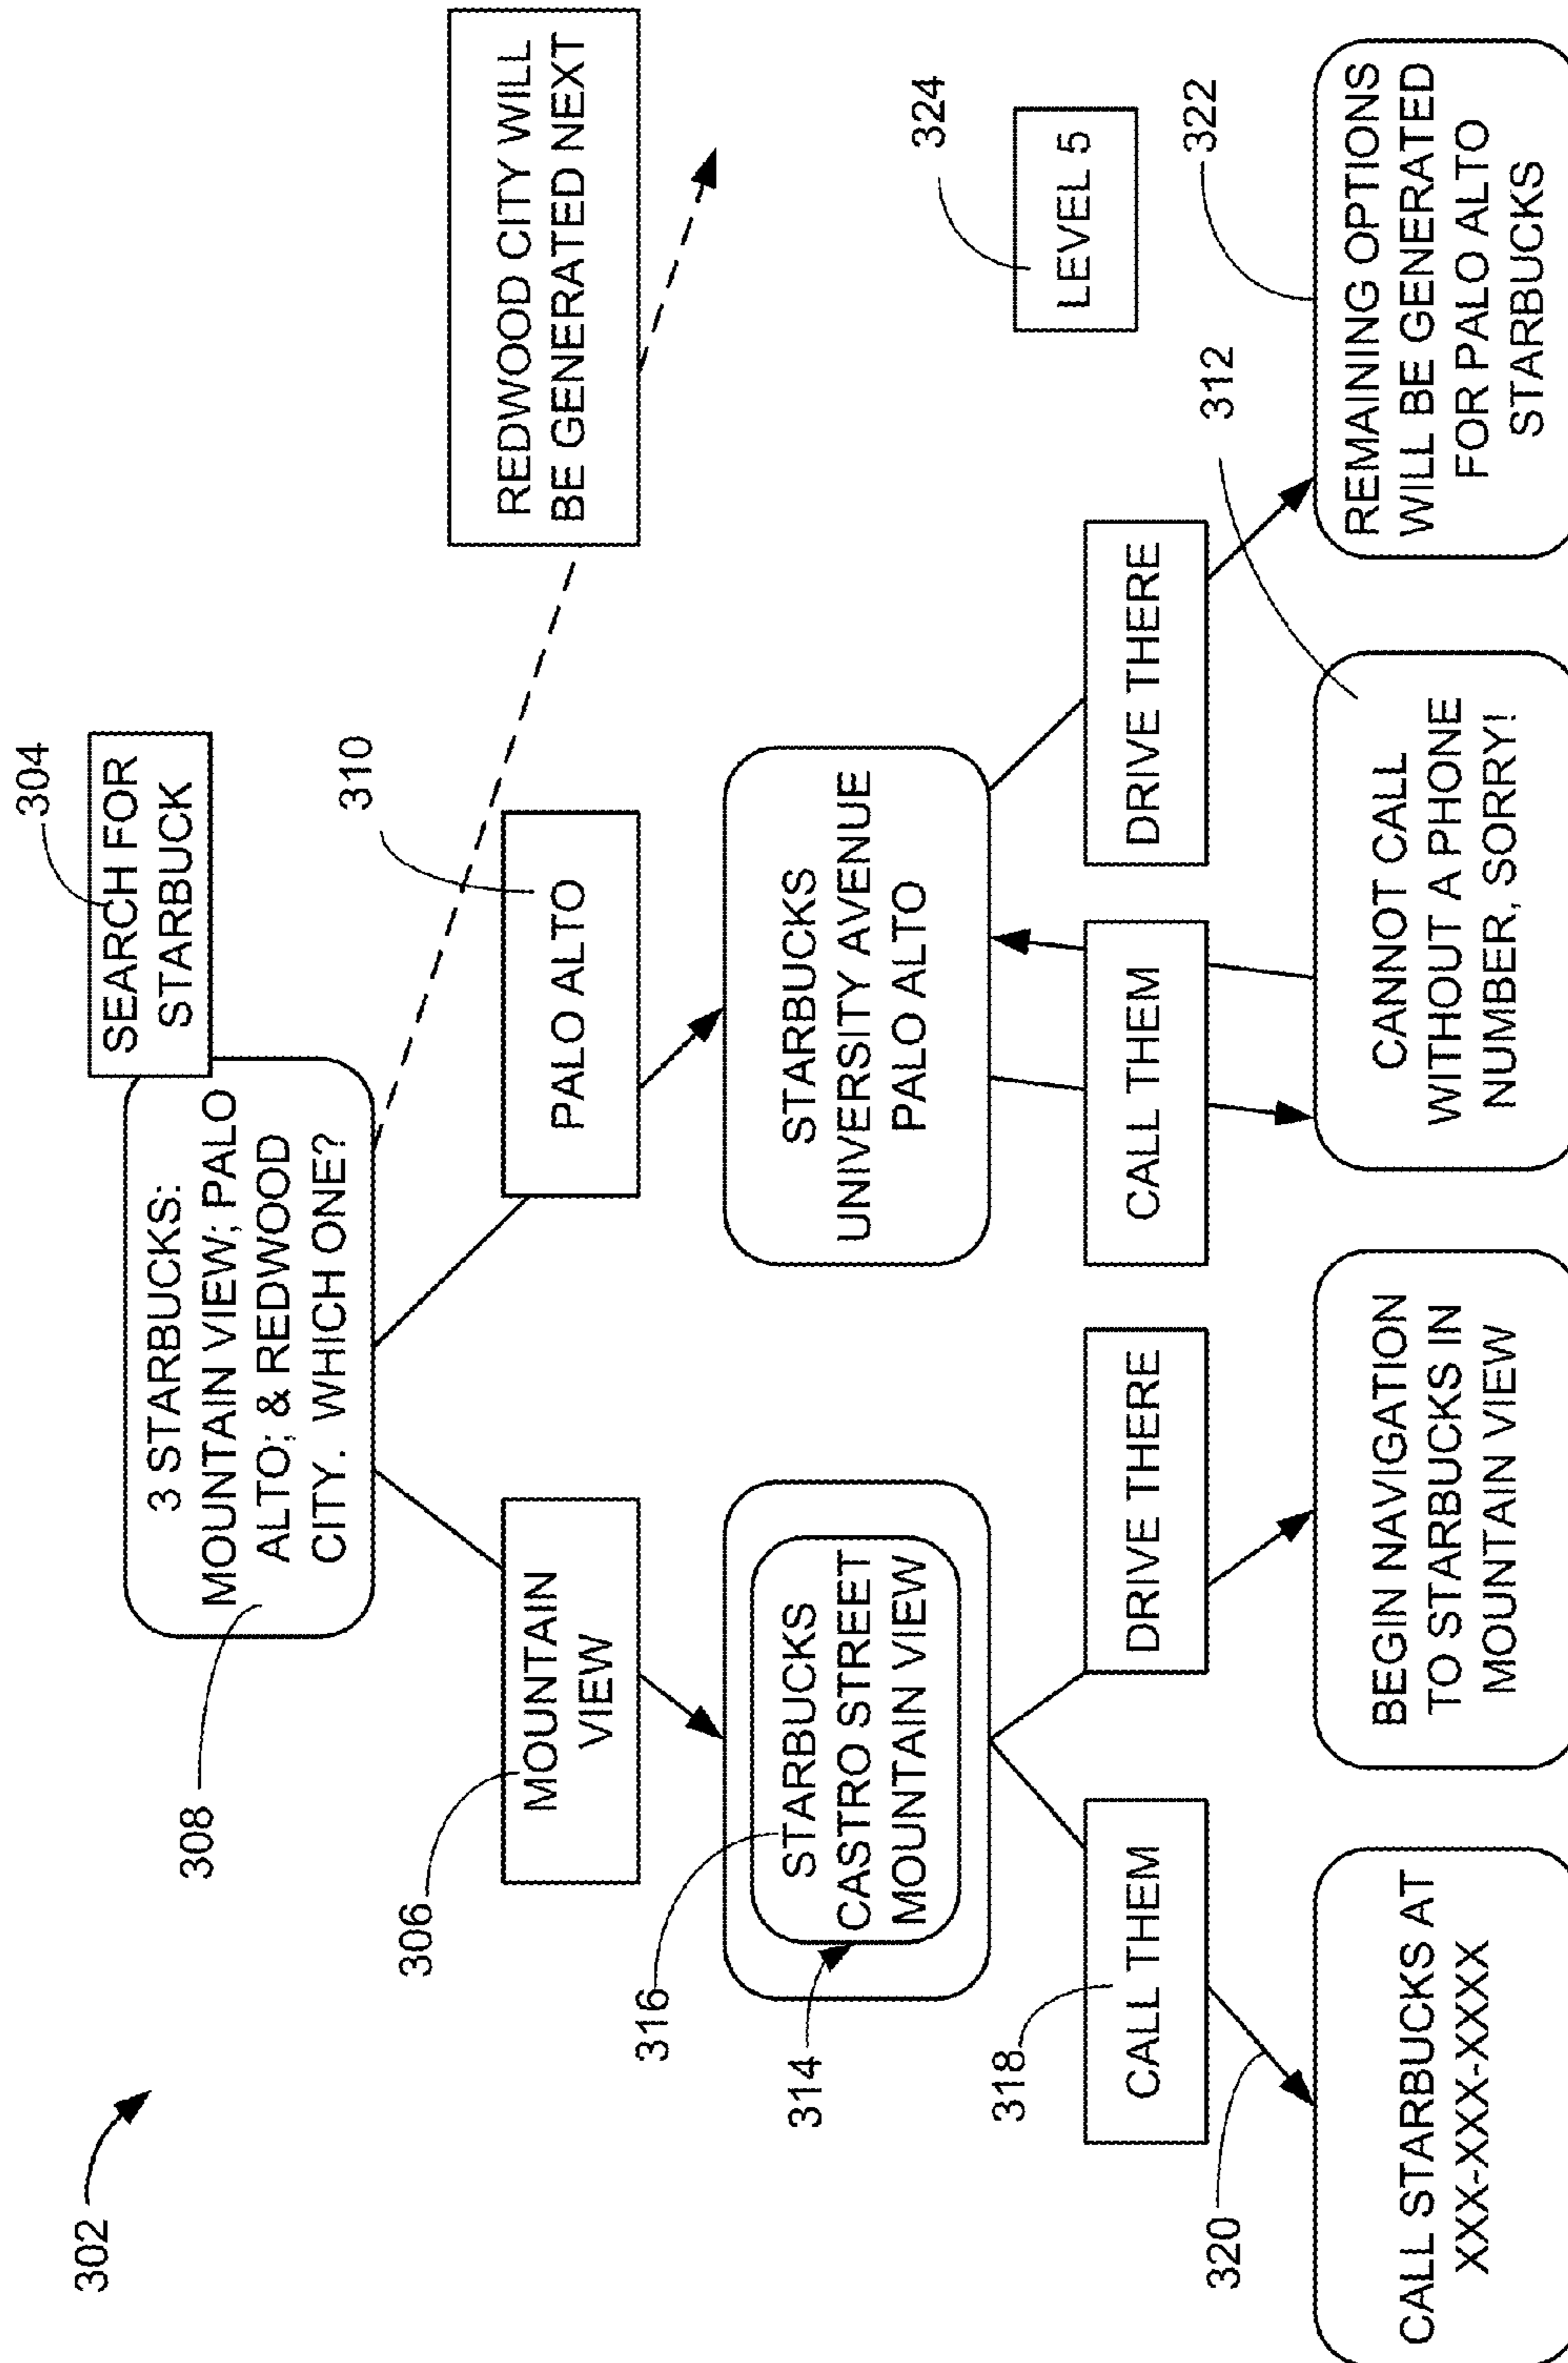 302
304
SEARCH FOR
STARBUCK
308
3 STARBUCKS:
MOUNTAIN VIEW; PALO
ALTO; & REDWOOD
CITY. WHICH ONE?
REDWOOD CITY WILL
BE GENERATED NEXT
306
MOUNTAIN
VIEW
310
PALO ALTO
316
314
STARBUCKS
CASTRO STREET
MOUNTAIN VIEW
STARBUCKS
UNIVERSITY AVENUE
PALO ALTO
324
LEVEL 5
318
CALL THEM
DRIVE THERE
CALL THEM
DRIVE THERE
320
312
322
CALL STARBUCKS AT
XXX-XXX-XXXX
BEGIN NAVIGATION
TO STARBUCKS IN
MOUNTAIN VIEW
CANNOT CALL
WITHOUT A PHONE
NUMBER, SORRY!
REMAINING OPTIONS
WILL BE GENERATED
FOR PALO ALTO
STARBUCKS